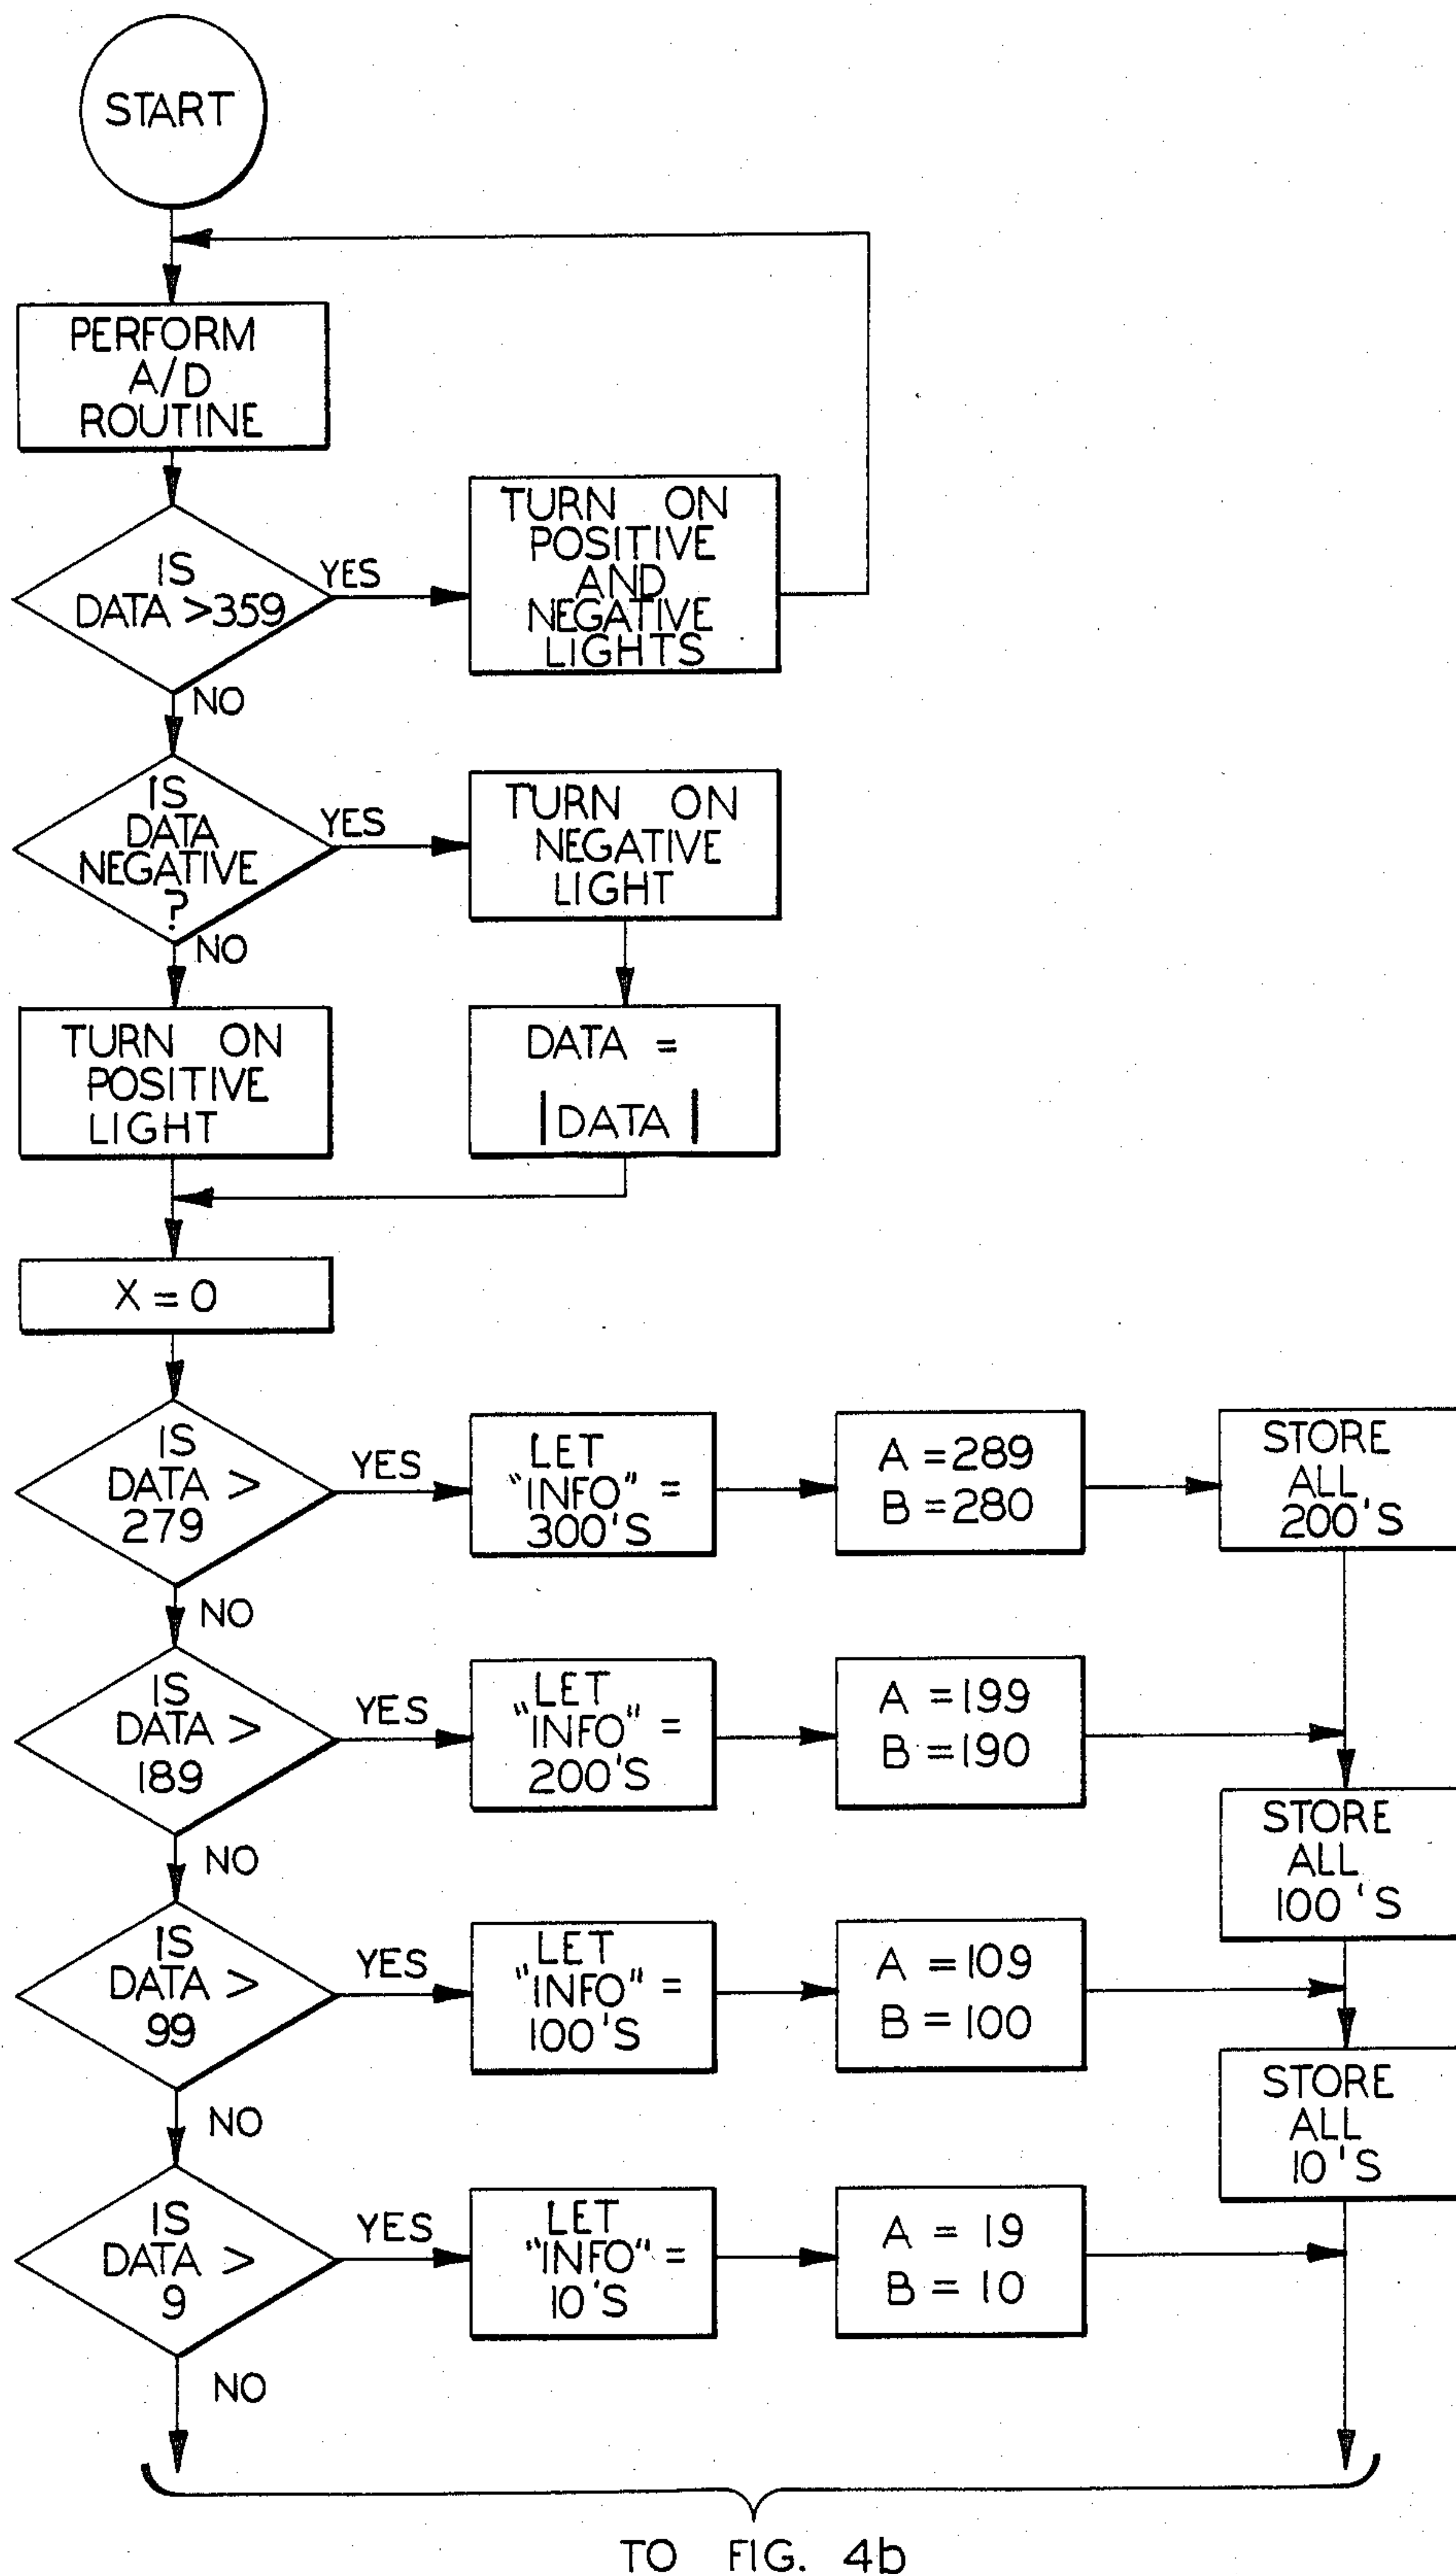 START
PERFORM
A/D
ROUTINE
IS
DATA >359
YES
NO
TURN ON
POSITIVE
AND
NEGATIVE
LIGHTS
IS
DATA
NEGATIVE
?
YES
NO
TURN ON
NEGATIVE
LIGHT
TURN ON
POSITIVE
LIGHT
DATA =
|DATA|
X = 0
IS
DATA >
279
YES
NO
LET
"INFO" =
300'S
A = 289
B = 280
STORE
ALL
200'S
IS
DATA >
189
YES
NO
LET
"INFO" =
200'S
A = 199
B = 190
STORE
ALL
100'S
IS
DATA >
99
YES
NO
LET
"INFO" =
100'S
A = 109
B = 100
STORE
ALL
10'S
IS
DATA >
9
YES
NO
LET
"INFO" =
10'S
A = 19
B = 10
TO FIG. 4b